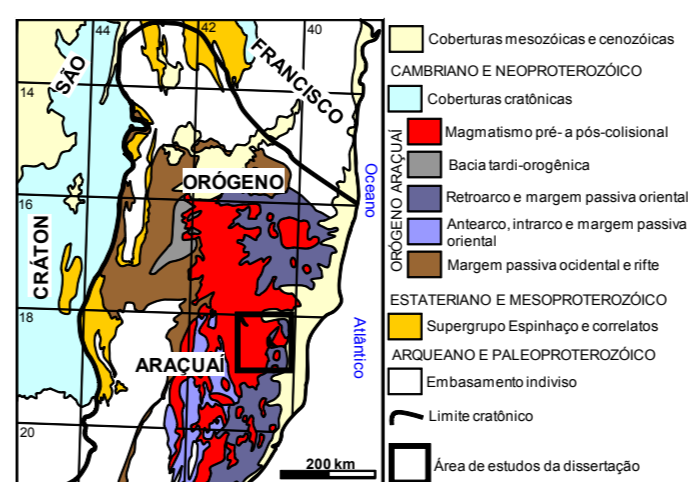 44
42
40
14
16
18
20
SÃO
FRANCISCO
CRÁTON
ORÓGENO
ARAÇUAÍ
Oceano
Atlântico
200 km
Coberturas mesozóicas e cenozóicas
CAMBRIANO E NEOPROTEROZÓICO
Coberturas cratônicas
ORÓGENO ARAÇUAÍ
Magmatismo pré- a pós-colisional
Bacia tardi-orogênica
Retroarco e margem passiva oriental
Antearco, intrarco e margem passiva
oriental
Margem passiva ocidental e rifte
ESTATERIANO E MESOPROTEROZÓICO
Supergrupo Espinhaço e correlatos
ARQUEANO E PALEOPROTEROZÓICO
Embasamento indiviso
Limite cratônico
Área de estudos da dissertação